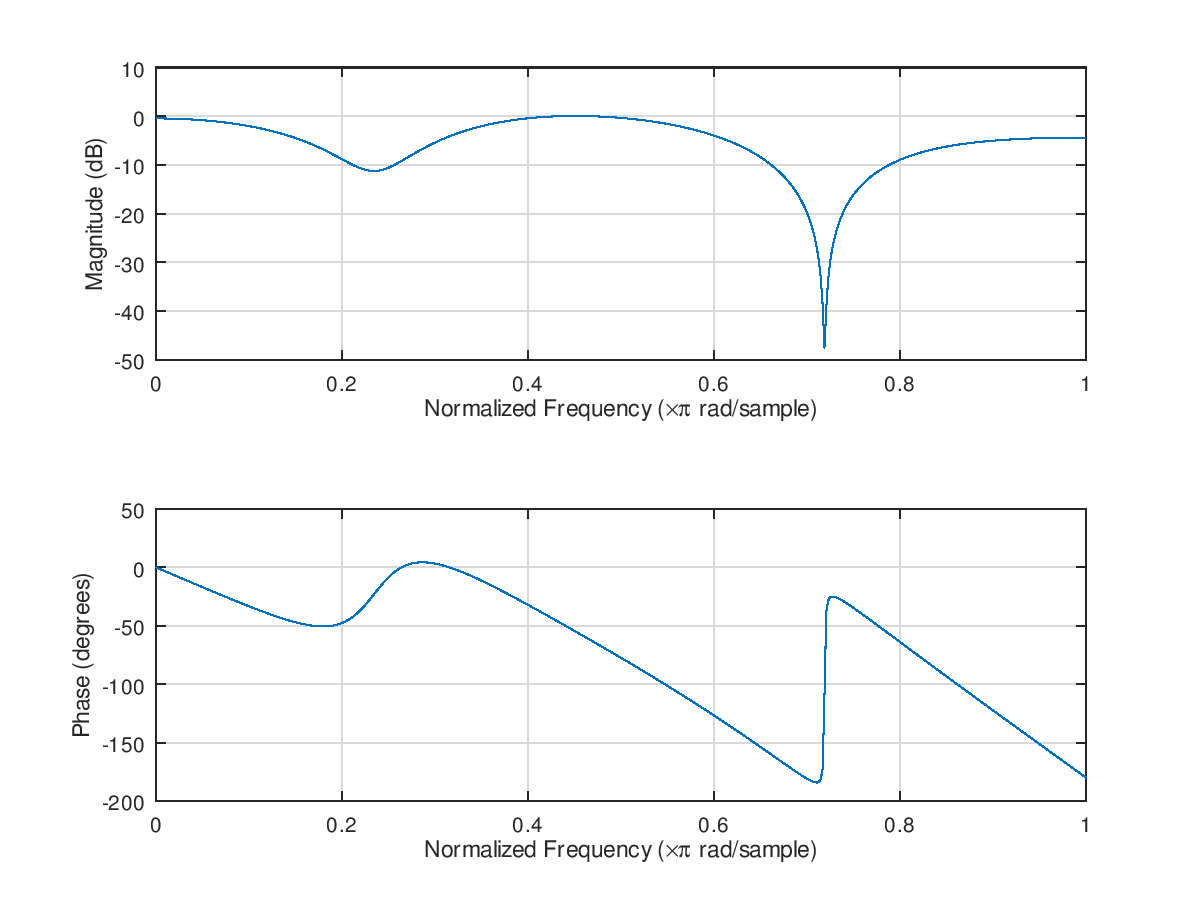 10
0
-10
-20
-30
-40
-50
Magnitude (dB)
0 0.2 0.4 0.6 0.8 1
Normalized Frequency (×π rad/sample)
50
0
-50
-100
-150
-200
Phase (degrees)
0 0.2 0.4 0.6 0.8 1
Normalized Frequency (×π rad/sample)